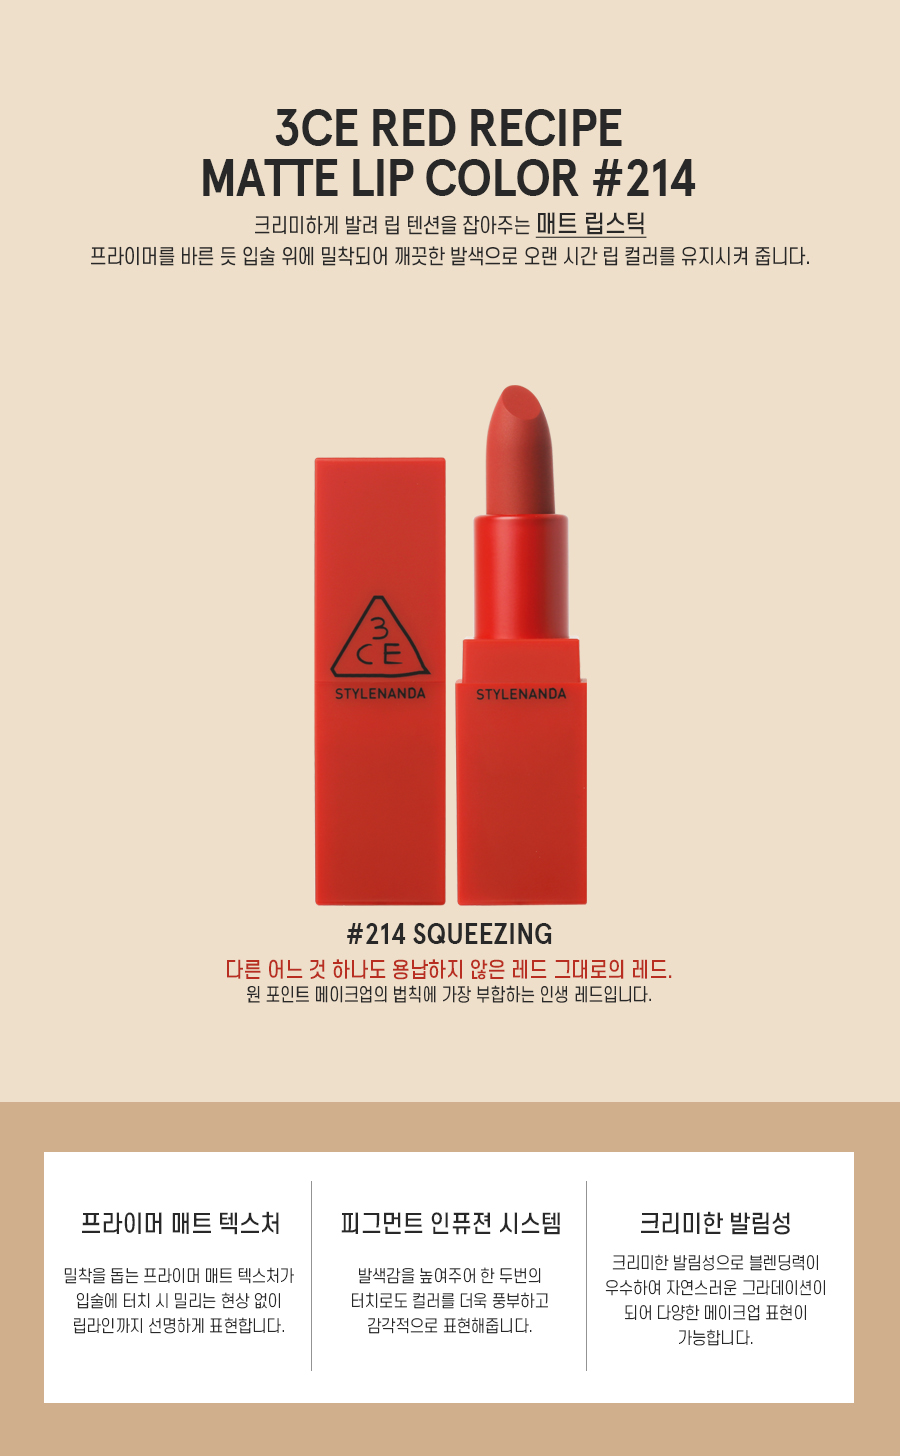 3CE RED RECIPE
MATTE LIP COLOR #214
크리미하게 발려 립 텐션을 잡아주는 매트 립스틱
프라이머를 바른 듯 입술 위에 밀착되어 깨끗한 발색으로 오랜 시간 립 컬러를 유지시켜 줍니다.
3
CE
STYLENANDA
STYLENANDA
#214 SQUEEZING
다른 어느 것 하나도 용납하지 않은 레드 그대로의 레드.
원 포인트 메이크업의 법칙에 가장 부합하는 인생 레드입니다.
프라이머 매트 텍스처
밀착을 돕는 프라이머 매트 텍스처가
입술에 터치 시 밀리는 현상 없이
립라인까지 선명하게 표현합니다.
피그먼트 인퓨젼 시스템
발색감을 높여주어 한 두번의
터치로도 컬러를 더욱 풍부하고
감각적으로 표현해줍니다.
크리미한 발림성
크리미한 발림성으로 블렌딩력이
우수하여 자연스러운 그라데이션이
되어 다양한 메이크업 표현이
가능합니다.